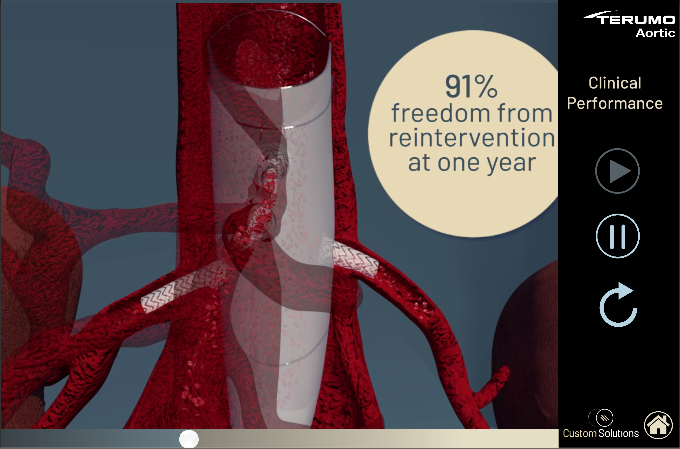 TERUMO
Aortic
Clinical
Performance
91%
freedom from
reintervention
at one year
Custom Solutions